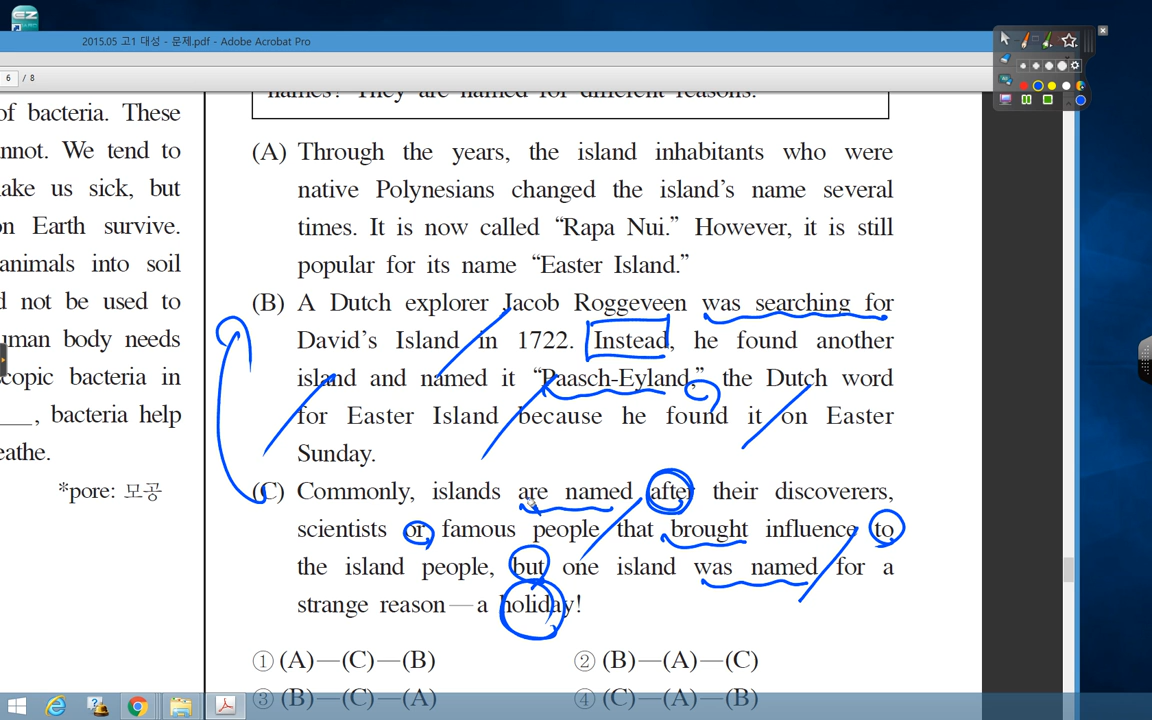 EZ
2015.05 고1 대성 - 문제.pdf - Adobe Acrobat Pro
6 / 8
of bacteria. These
annot. We tend to
make us sick, but
on Earth survive.
animals into soil
d not be used to
uman body needs
scopic bacteria in
, bacteria help
eathe.
*pore: 모공
names? They are named for different reasons.
(A) Through the years, the island inhabitants who were
native Polynesians changed the island's name several
times. It is now called “Rapa Nui.” However, it is still
popular for its name “Easter Island.”
(B) A Dutch explorer Jacob Roggeveen was searching for
David's Island in 1722. Instead, he found another
island and named it “Paasch-Eyland,” the Dutch word
for Easter Island because he found it on Easter
Sunday.
(C) Commonly, islands are named after their discoverers,
scientists or famous people that brought influence to
the island people, but one island was named for a
strange reason — a holiday!
① (A)—(C)—(B)
② (B)—(A)—(C)
③ (B)—(C)—(A)
④ (C)—(A)—(B)